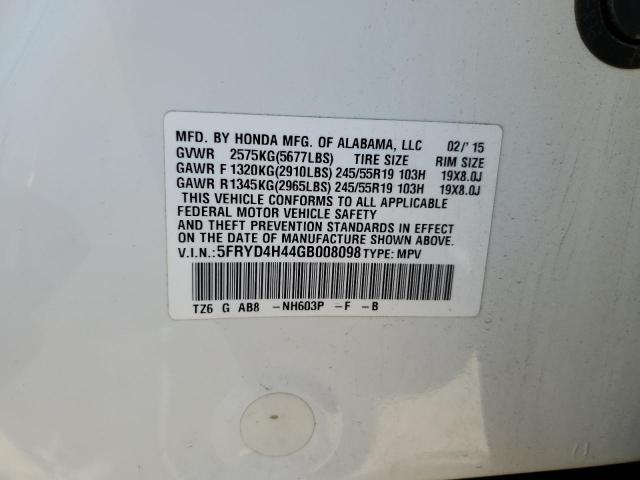 MFD. BY HONDA MFG. OF ALABAMA, LLC 02/'15
GVWR 2575KG(5677LBS) TIRE SIZE RIM SIZE
GAWR F 1320KG(2910LBS) 245/55R19 103H 19X8.0J
GAWR R 1345KG(2965LBS) 245/55R19 103H 19X8.0J
THIS VEHICLE CONFORMS TO ALL APPLICABLE
FEDERAL MOTOR VEHICLE SAFETY
AND THEFT PREVENTION STANDARDS IN EFFECT
ON THE DATE OF MANUFACTURE SHOWN ABOVE.
V.I.N.: 5FRYD4H44GB008098 TYPE: MPV
TZ6 G AB8 -NH603P -F -B